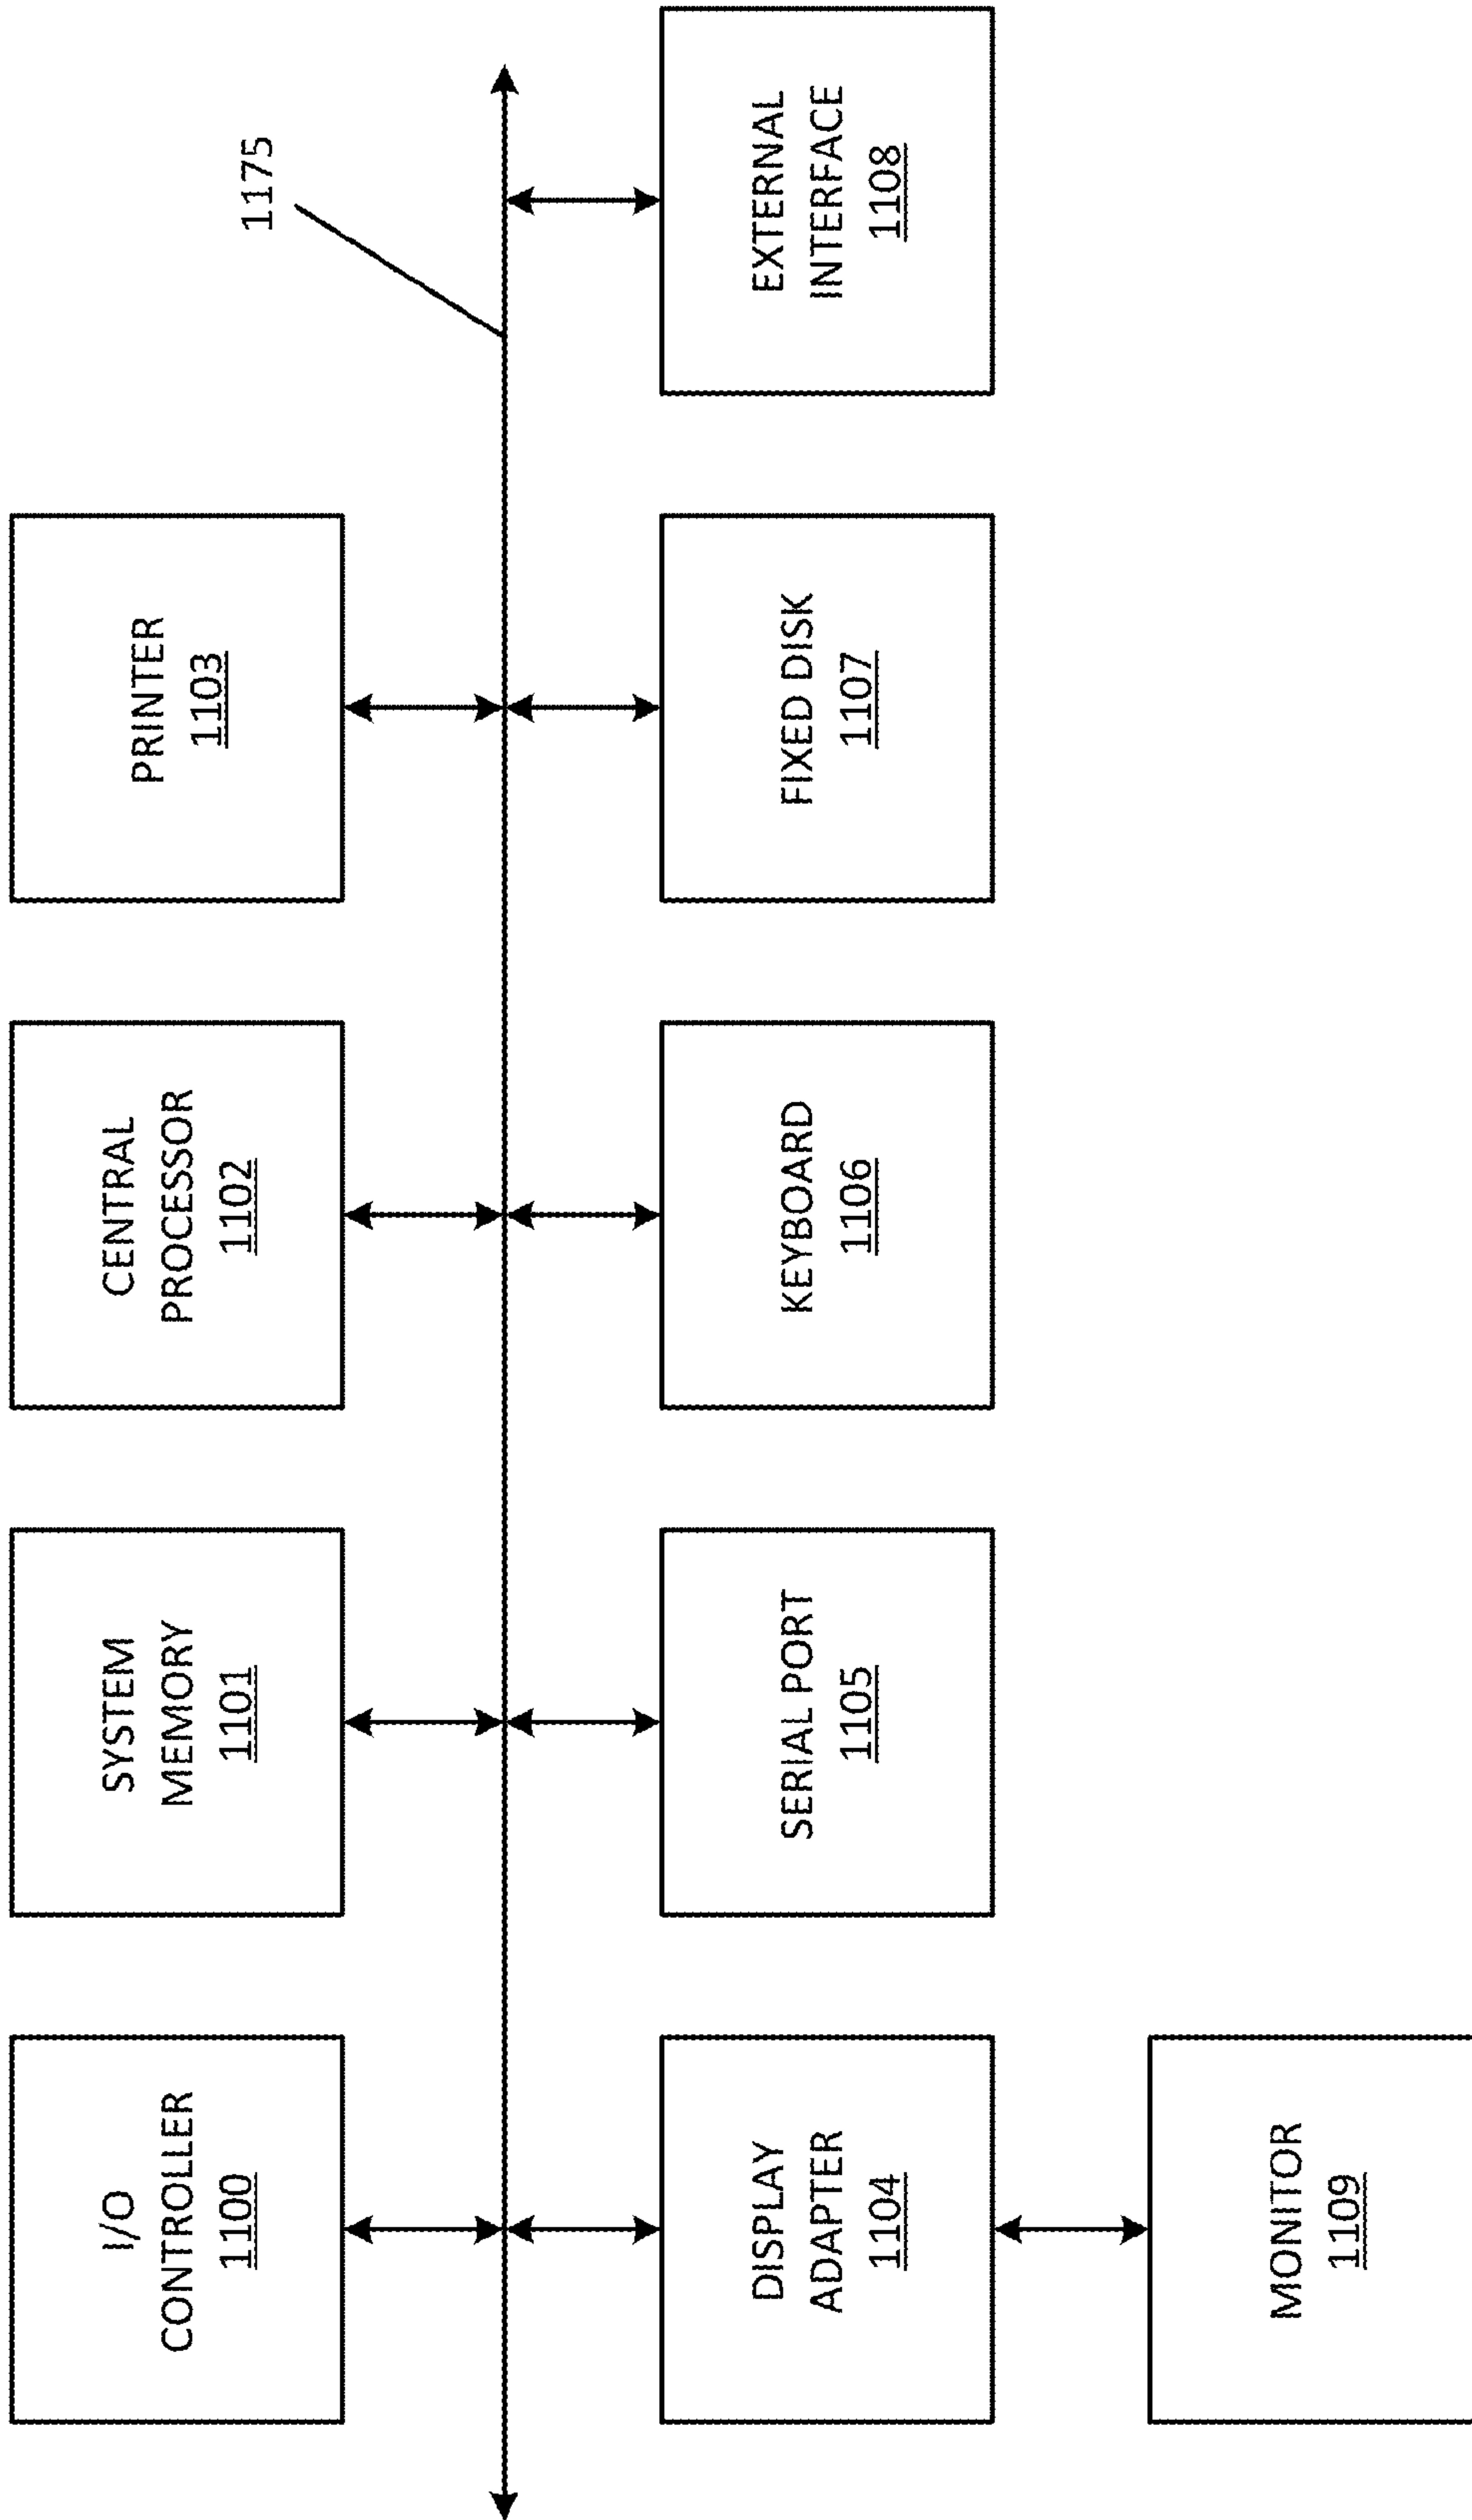 I/O
CONTROLLER
1100
SYSTEM
MEMORY
1101
CENTRAL
PROCESSOR
1102
PRINTER
1103
1175
DISPLAY
ADAPTER
1104
SERIAL PORT
1105
KEYBOARD
1106
FIXED DISK
1107
EXTERNAL
INTERFACE
1108
MONITOR
1109